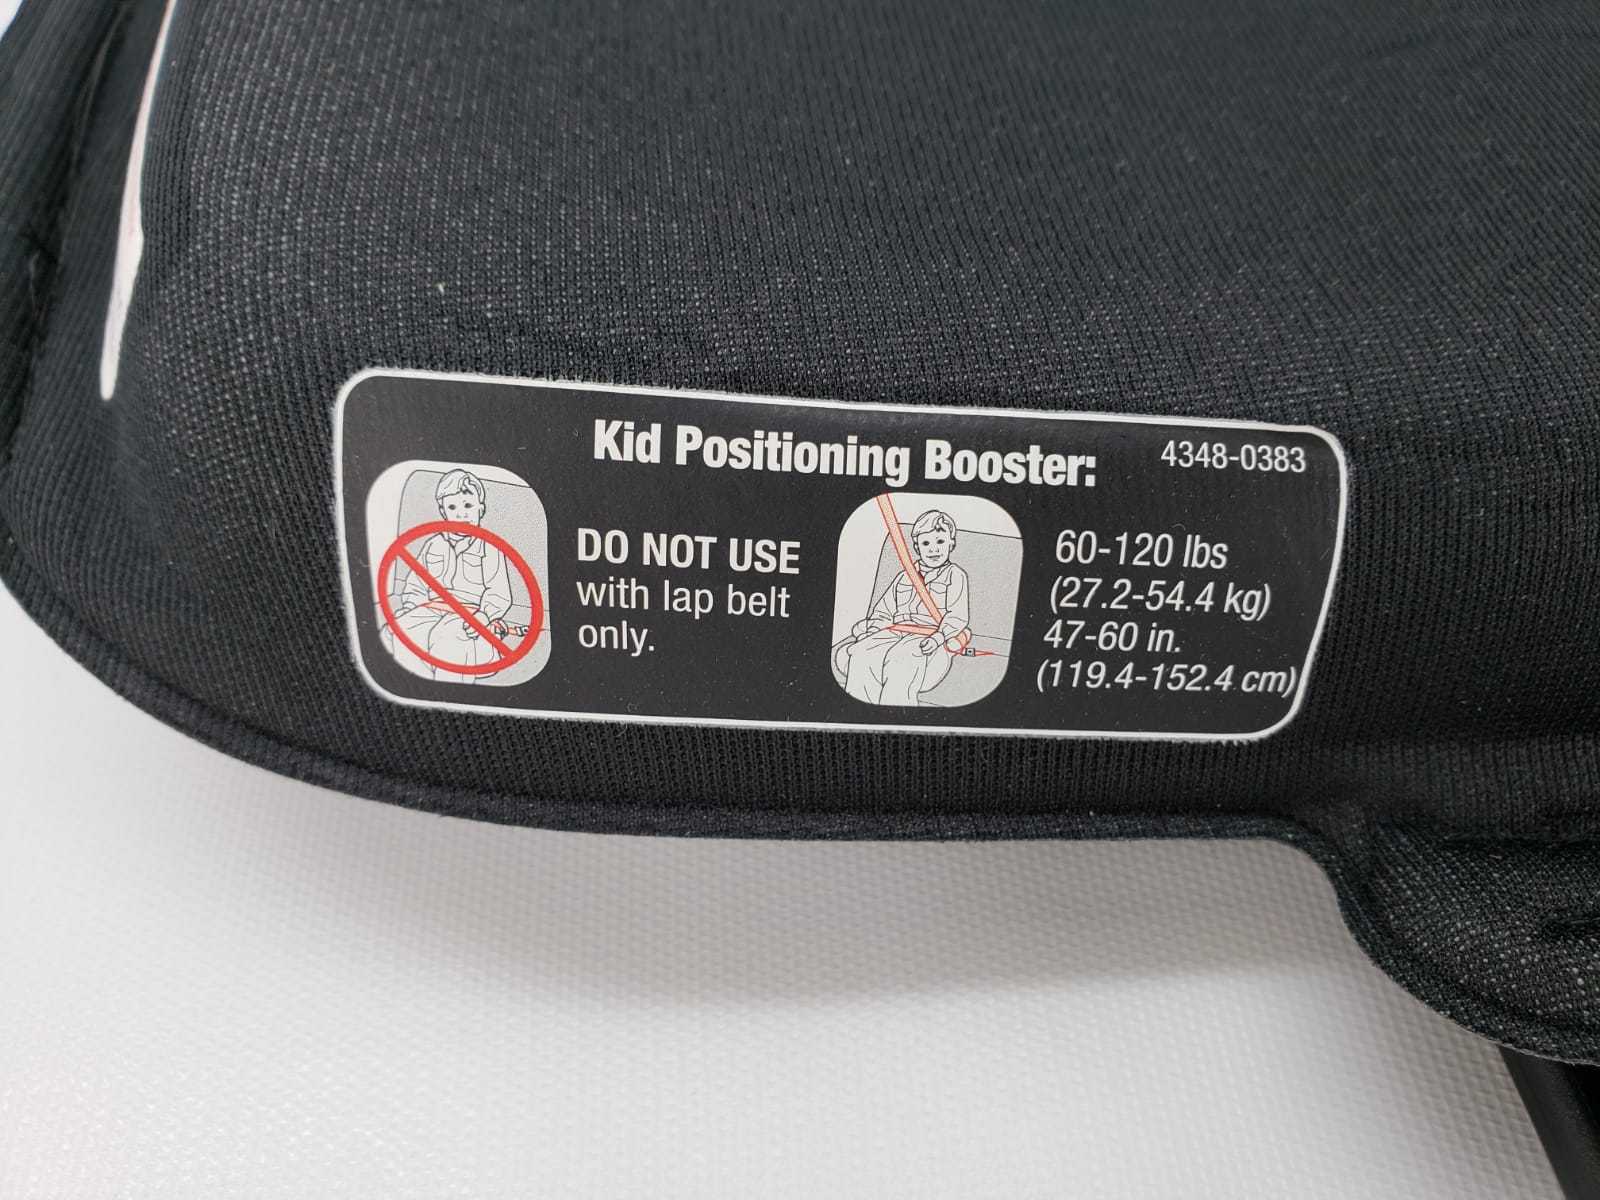 Kid Positioning Booster:
4348-0383
DO NOT USE
with lap belt
only.
60-120 lbs
(27.2-54.4 kg)
47-60 in.
(119.4-152.4 cm)